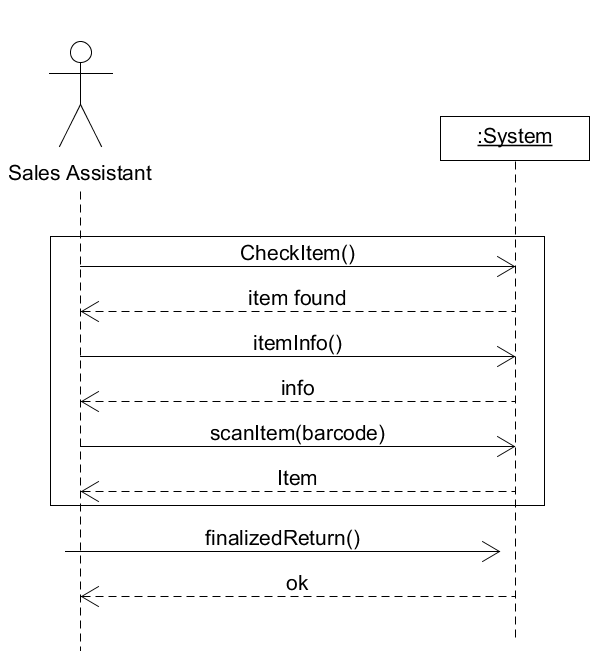 :System
Sales Assistant
CheckItem()
item found
itemInfo()
info
scanItem(barcode)
Item
finalizedReturn()
ok